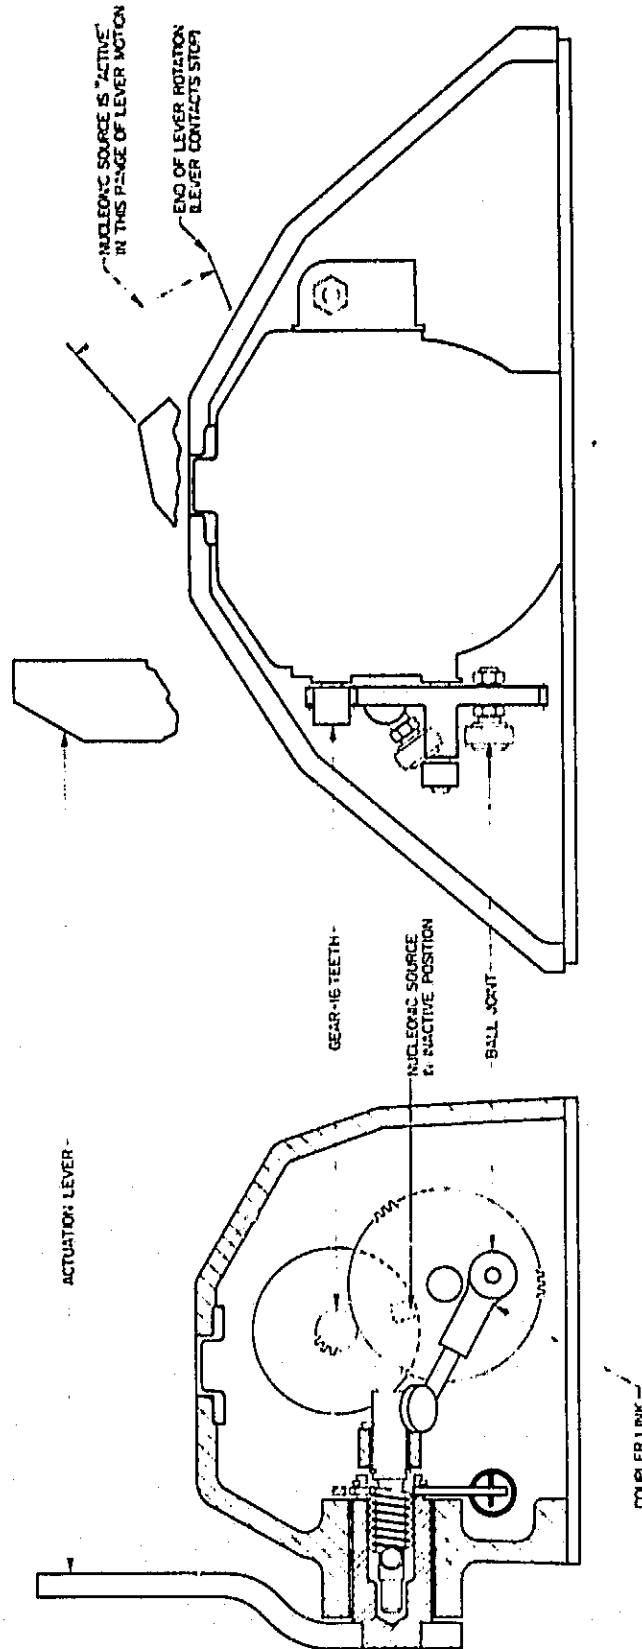 NUCLEONIC SOURCE IS "ACTIVE"
IN THIS RANGE OF LEVER MOTION
END OF LEVER ROTATION
(LEVER CONTACTS STOP)
ACTUATION LEVER
GEAR-16 TEETH
NUCLEONIC SOURCE
IN INACTIVE POSITION
BALL JOINT
COUPLER LINK